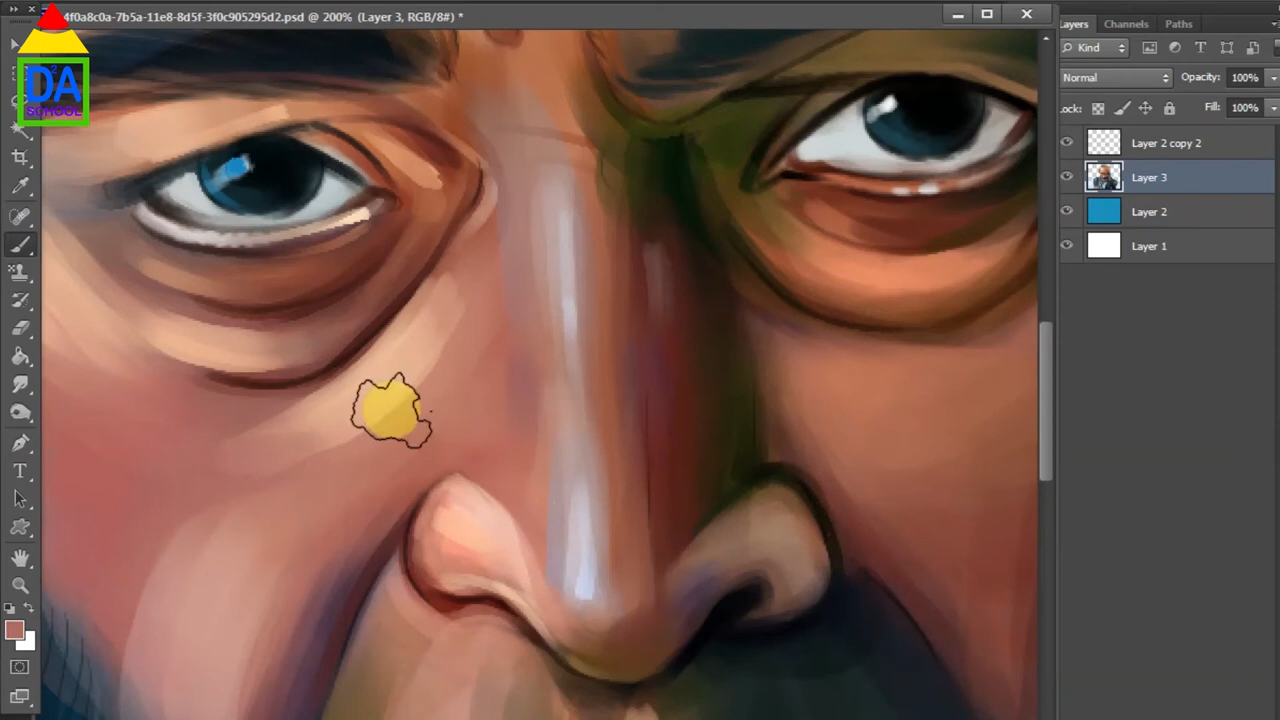 4f0a8c0a-7b5a-11e8-8d5f-3f0c905295d2.psd @ 200% (Layer 3, RGB/8#) *
DA
SCHOOL
Layers Channels Paths
Kind
Normal Opacity: 100%
Lock: Fill: 100%
Layer 2 copy 2
Layer 3
Layer 2
Layer 1